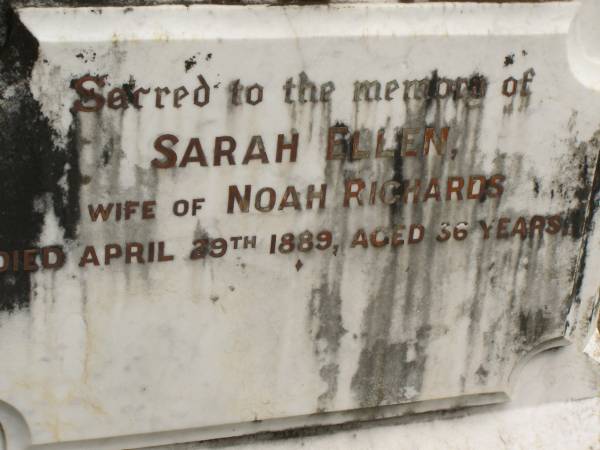 Sacred to the memory of
SARAH ELLEN,
WIFE OF NOAH RICHARDS
DIED APRIL 29TH 1889, AGED 36 YEARS.